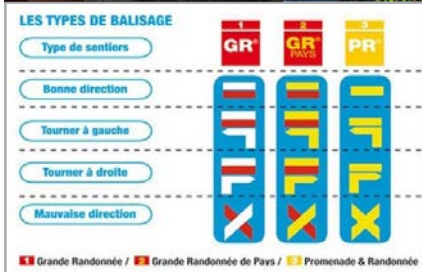 LES TYPES DE BALISAGE
Type de sentiers
1 GR® 2 GR® PAYS 3 PR®
Bonne direction
Tourner à gauche
Tourner à droite
Mauvaise direction
1 Grande Randonnée / 2 Grande Randonnée de Pays / 3 Promenade & Randonnée